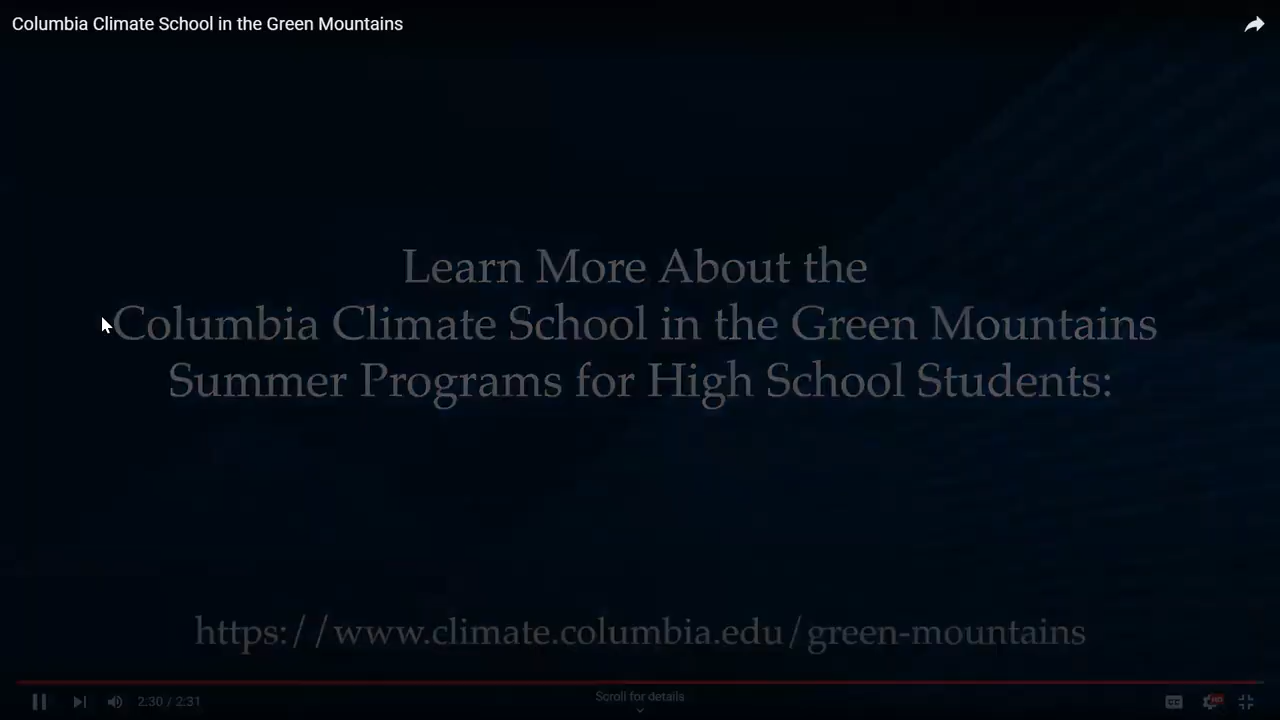 Columbia Climate School in the Green Mountains
Learn More About the
Columbia Climate School in the Green Mountains
Summer Programs for High School Students:
https://www.climate.columbia.edu/green-mountains
2:30 / 2:31
Scroll for details
CC
HD